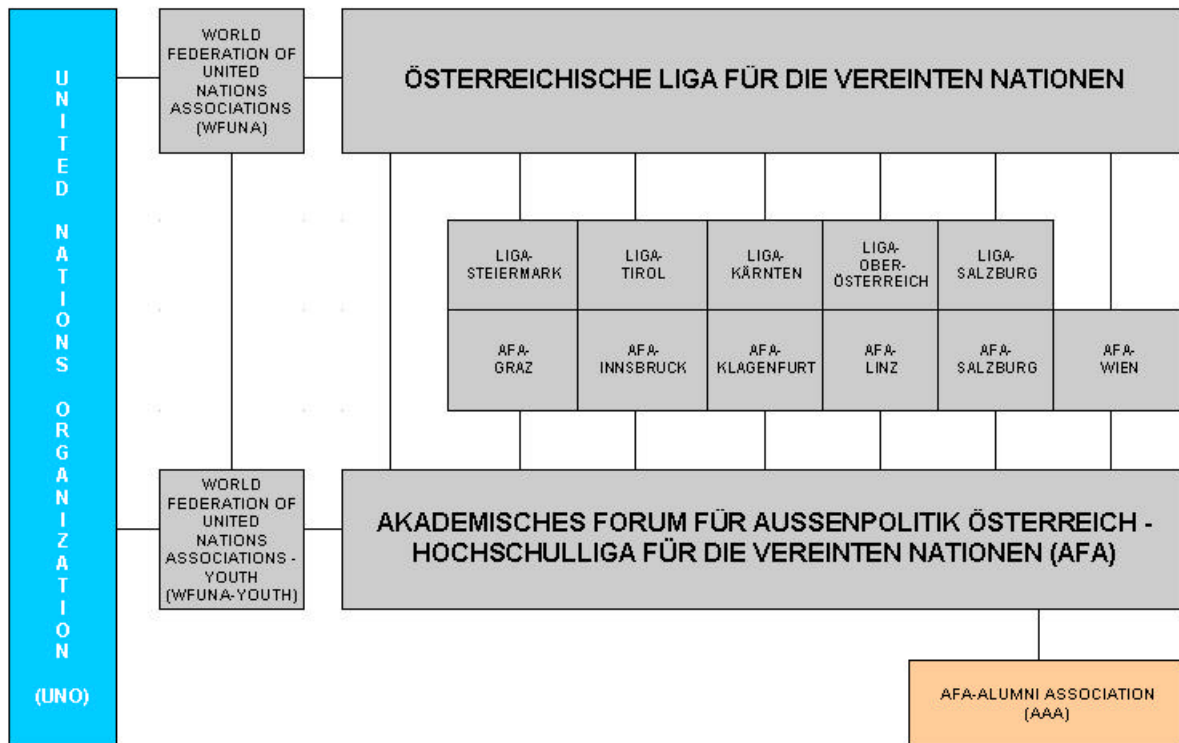 UNITED NATIONS ORGANIZATION
(UNO)
WORLD
FEDERATION OF
UNITED
NATIONS
ASSOCIATIONS
(WFUNA)
ÖSTERREICHISCHE LIGA FÜR DIE VEREINTEN NATIONEN
LIGA-
STEIERMARK
LIGA-
TIROL
LIGA-
KÄRNTEN
LIGA-
OBER-
ÖSTERREICH
LIGA-
SALZBURG
AFA-
GRAZ
AFA-
INNSBRUCK
AFA-
KLAGENFURT
AFA-
LINZ
AFA-
SALZBURG
AFA-
WIEN
WORLD
FEDERATION OF
UNITED
NATIONS
ASSOCIATIONS -
YOUTH
(WFUNA-YOUTH)
AKADEMISCHES FORUM FÜR AUSSENPOLITIK ÖSTERREICH -
HOCHSCHULLIGA FÜR DIE VEREINTEN NATIONEN (AFA)
AFA-ALUMNI ASSOCIATION
(AAA)